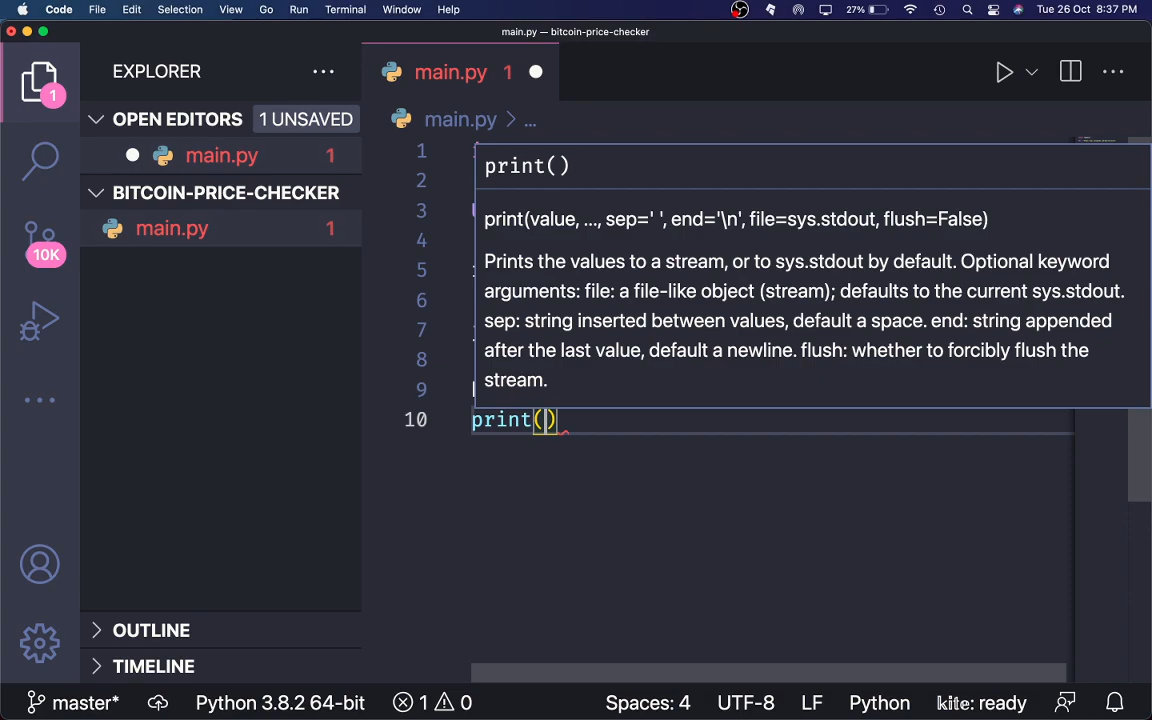 Code File Edit Selection View Go Run Terminal Window Help 27% Tue 26 Oct 8:37 PM
main.py — bitcoin-price-checker
EXPLORER
main.py 1
1
OPEN EDITORS 1 UNSAVED
main.py > ...
main.py 1
BITCOIN-PRICE-CHECKER
main.py 1
10K
1
2
3
4
5
6
7
8
9
10
print()
print(value, ..., sep=' ', end='\n', file=sys.stdout, flush=False)
Prints the values to a stream, or to sys.stdout by default. Optional keyword
arguments: file: a file-like object (stream); defaults to the current sys.stdout.
sep: string inserted between values, default a space. end: string appended
after the last value, default a newline. flush: whether to forcibly flush the
stream.
print()
OUTLINE
TIMELINE
master* Python 3.8.2 64-bit 1 0 Spaces: 4 UTF-8 LF Python kite: ready